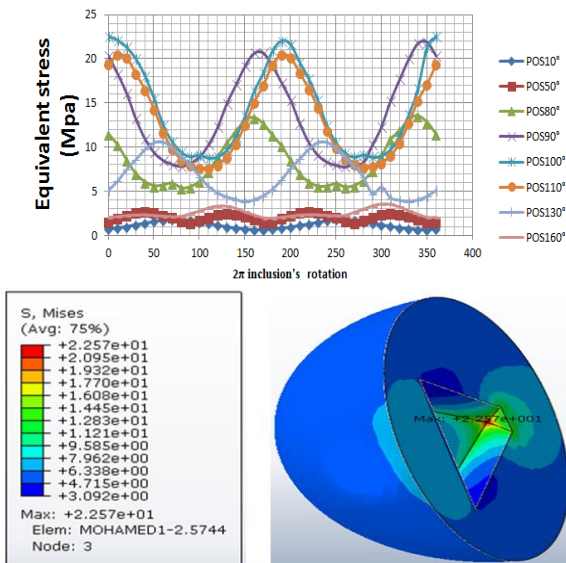 Equivalent stress
(Mpa)
25
20
15
10
5
0
0 50 100 150 200 250 300 350 400
2π inclusion's rotation
POS10°
POS50°
POS80°
POS90°
POS100°
POS110°
POS130°
POS160°
S, Mises
(Avg: 75%)
+2.257e+01
+2.095e+01
+1.932e+01
+1.770e+01
+1.608e+01
+1.445e+01
+1.283e+01
+1.121e+01
+9.585e+00
+7.962e+00
+6.338e+00
+4.715e+00
+3.092e+00
Max: +2.257e+01
Elem: MOHAMED1-2.5744
Node: 3
Max: +2.257e+001